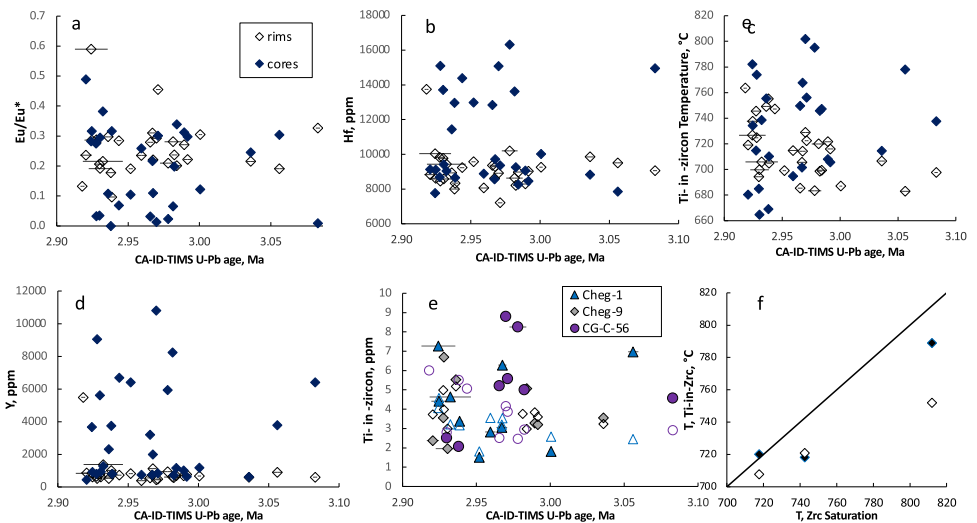 a
rims
cores
Eu/Eu*
0.7
0.6
0.5
0.4
0.3
0.2
0.1
0.0
2.90 2.95 3.00 3.05 3.10
CA-ID-TIMS U-Pb age, Ma
b
Hf, ppm
18000
16000
14000
12000
10000
8000
6000
2.90 2.95 3.00 3.05 3.10
CA-ID-TIMS U-Pb age, Ma
e
c
Ti- in -zircon Temperature, °C
820
800
780
760
740
720
700
680
660
2.90 2.95 3.00 3.05 3.10
CA-ID-TIMS U-Pb age, Ma
d
Y, ppm
12000
10000
8000
6000
4000
2000
0
2.90 2.95 3.00 3.05 3.10
CA-ID-TIMS U-Pb age, Ma
e
Cheg-1
Cheg-9
CG-C-56
Ti- in -zircon, ppm
10
9
8
7
6
5
4
3
2
1
0
2.90 2.95 3.00 3.05 3.10
CA-ID-TIMS U-Pb age, Ma
f
T, Ti-in-Zrc, °C
820
800
780
760
740
720
700
700 720 740 760 780 800 820
T, Zrc Saturation